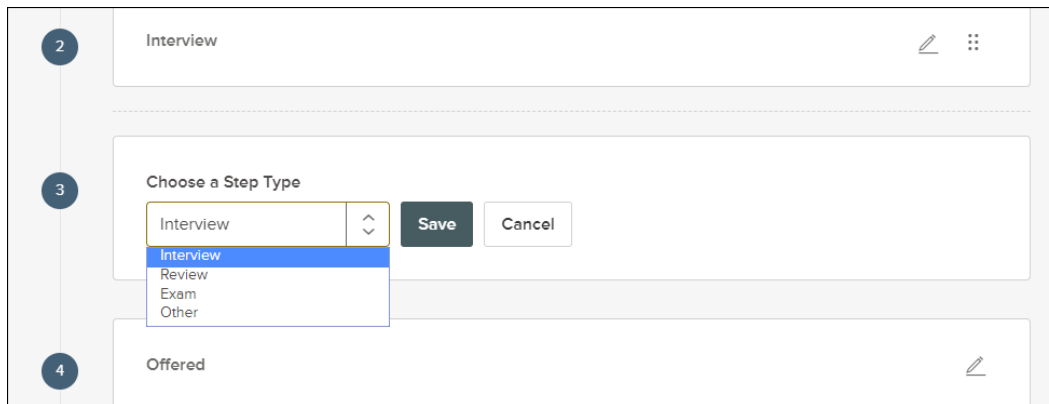 2
Interview
3
Choose a Step Type
Interview
Save
Cancel
Interview
Review
Exam
Other
4
Offered